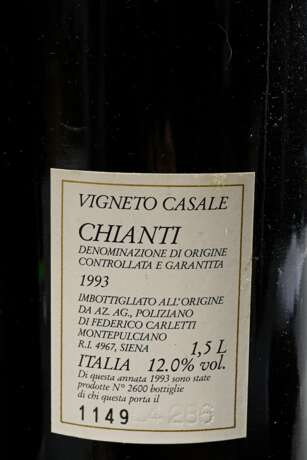 VIGNETO CASALE
CHIANTI
DENOMINAZIONE DI ORIGINE
CONTROLLATA E GARANTITA
1993
IMBOTTIGLIATO ALL'ORIGINE
DA AZ. AG., POLIZIANO
DI FEDERICO CARLETTI
MONTEPULCIANO
R.I. 4967, SIENA 1,5 L
ITALIA 12.0% vol.
Di questa annata 1993 sono state
prodotte N° 2600 bottiglie
di chi questa porta il
1149